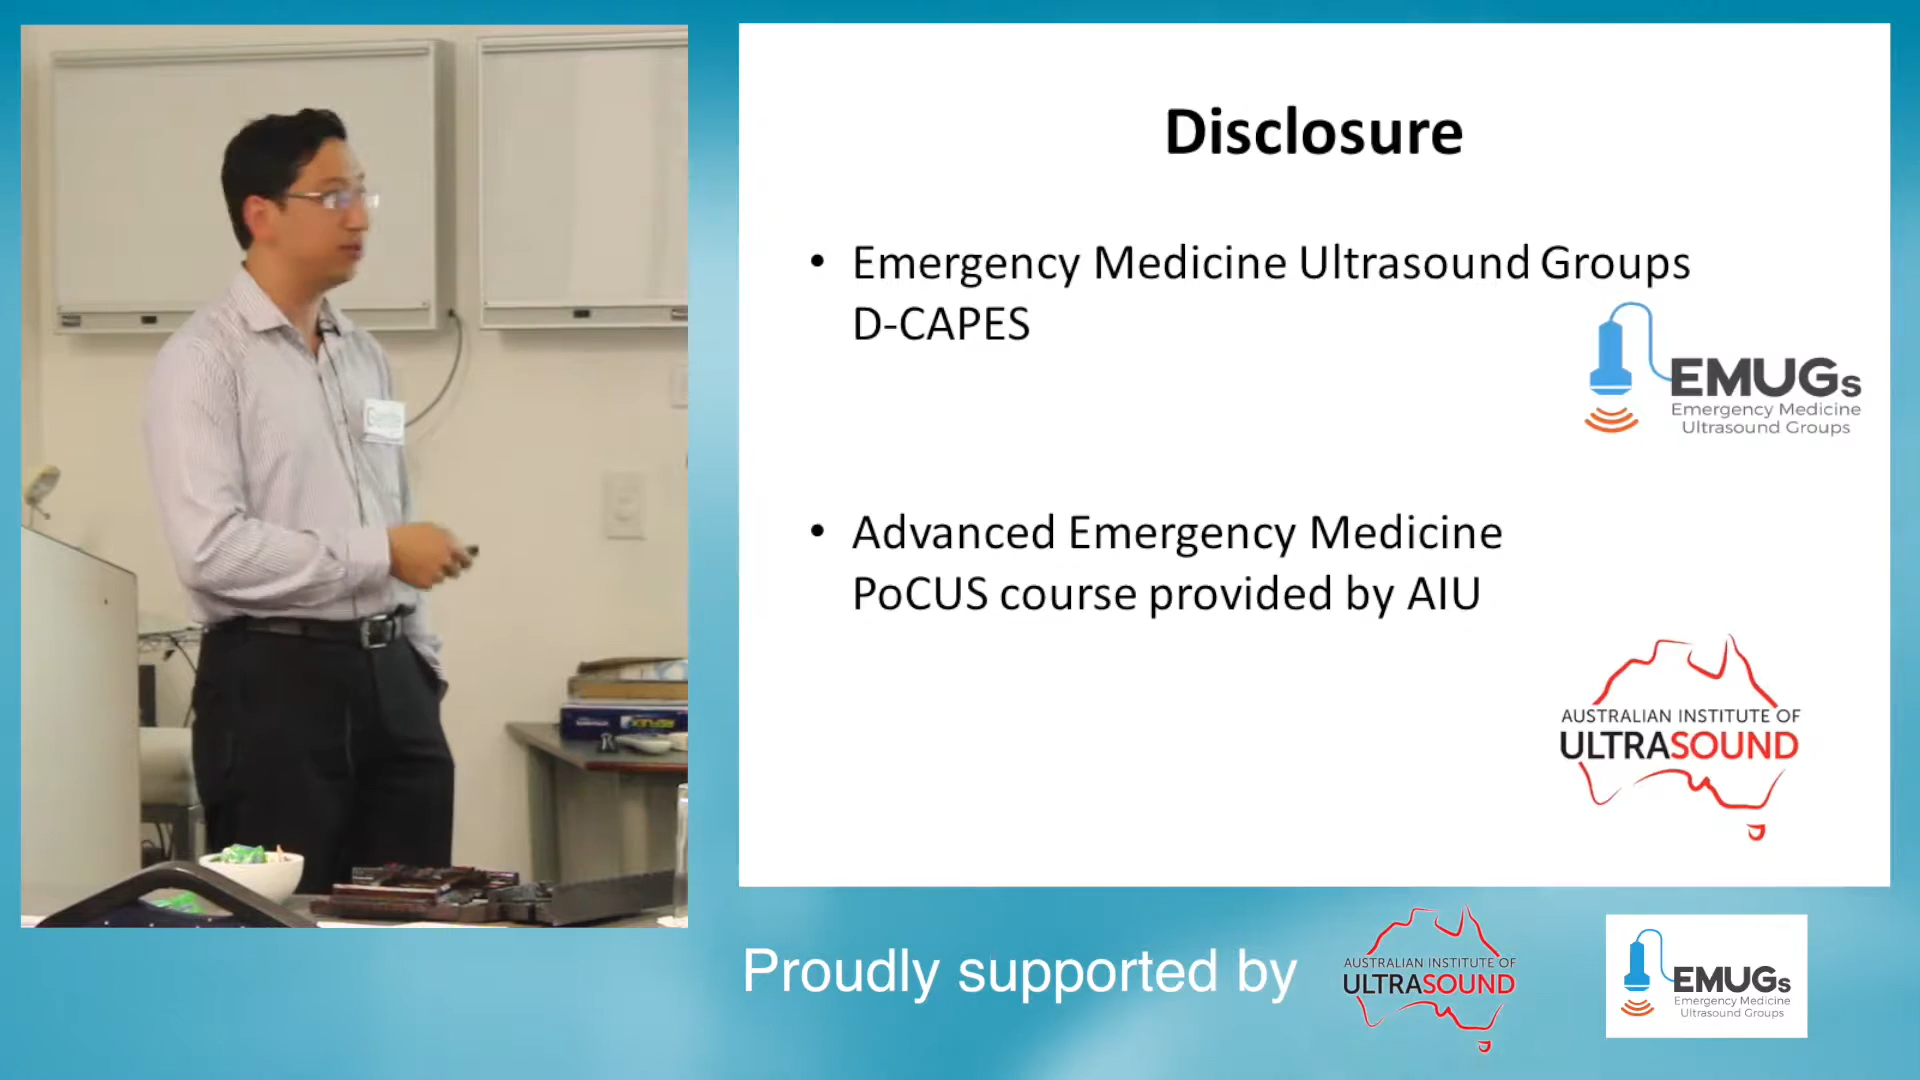 Disclosure
• Emergency Medicine Ultrasound Groups
D-CAPES
EMUGs
Emergency Medicine
Ultrasound Groups
• Advanced Emergency Medicine
PoCUS course provided by AIU
AUSTRALIAN INSTITUTE OF
ULTRASOUND
Proudly supported by
AUSTRALIAN INSTITUTE OF
ULTRASOUND
EMUGs
Emergency Medicine
Ultrasound Groups